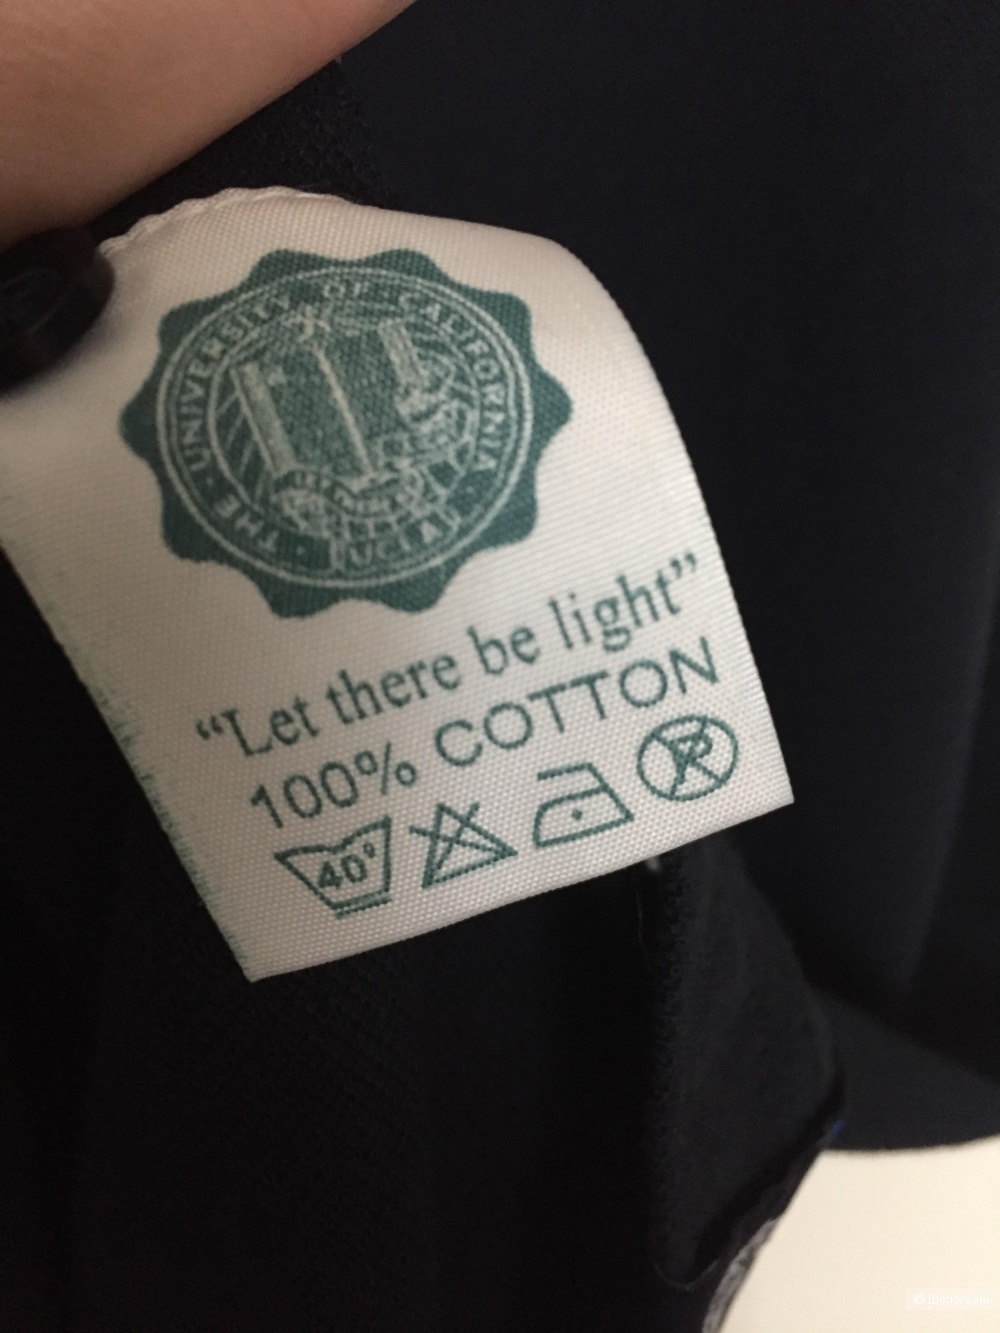 THE · UNIVERSITY · OF · CALIFORNIA
UCLA
“Let there be light”
100% COTTON
40°
P
© Шопоголик